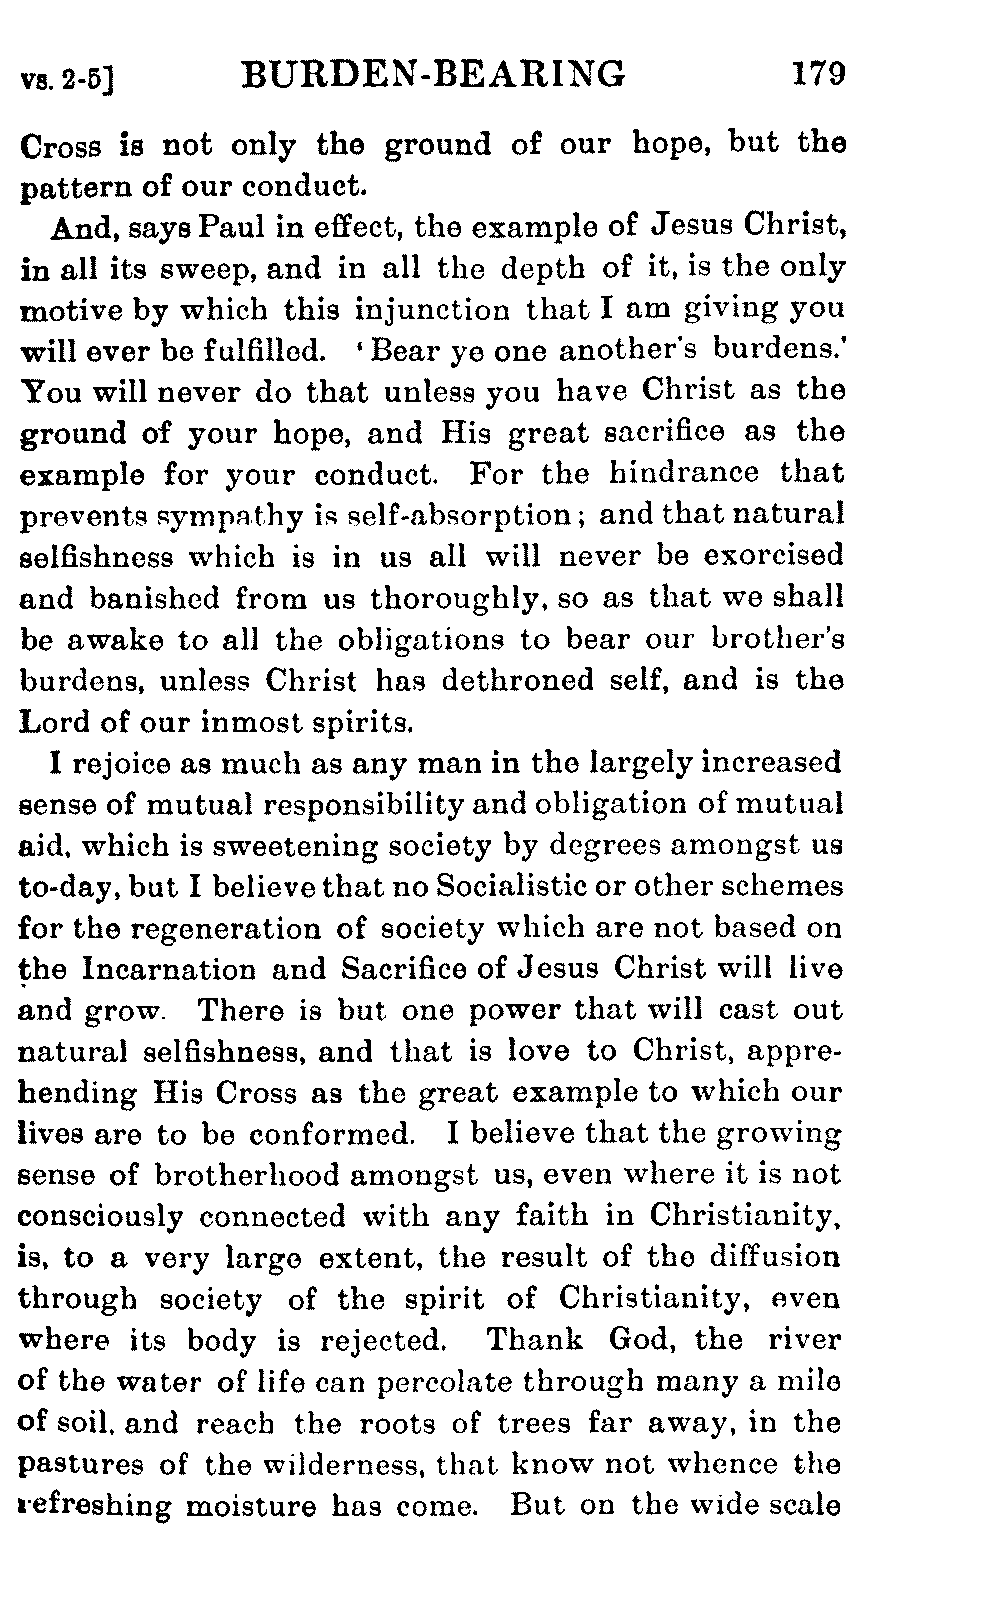 vs. 2-5] BURDEN-BEARING 179
Cross is not only the ground of our hope, but the
pattern of our conduct.
And, says Paul in effect, the example of Jesus Christ,
in all its sweep, and in all the depth of it, is the only
motive by which this injunction that I am giving you
will ever be fulfilled. ‘Bear ye one another's burdens.’
You will never do that unless you have Christ as the
ground of your hope, and His great sacrifice as the
example for your conduct. For the hindrance that
prevents sympathy is self-absorption; and that natural
selfishness which is in us all will never be exorcised
and banished from us thoroughly, so as that we shall
be awake to all the obligations to bear our brother's
burdens, unless Christ has dethroned self, and is the
Lord of our inmost spirits.
I rejoice as much as any man in the largely increased
sense of mutual responsibility and obligation of mutual
aid, which is sweetening society by degrees amongst us
to-day, but I believe that no Socialistic or other schemes
for the regeneration of society which are not based on
the Incarnation and Sacrifice of Jesus Christ will live
and grow. There is but one power that will cast out
natural selfishness, and that is love to Christ, appre-
hending His Cross as the great example to which our
lives are to be conformed. I believe that the growing
sense of brotherhood amongst us, even where it is not
consciously connected with any faith in Christianity,
is, to a very large extent, the result of the diffusion
through society of the spirit of Christianity, even
where its body is rejected. Thank God, the river
of the water of life can percolate through many a mile
of soil, and reach the roots of trees far away, in the
pastures of the wilderness, that know not whence the
refreshing moisture has come. But on the wide scale